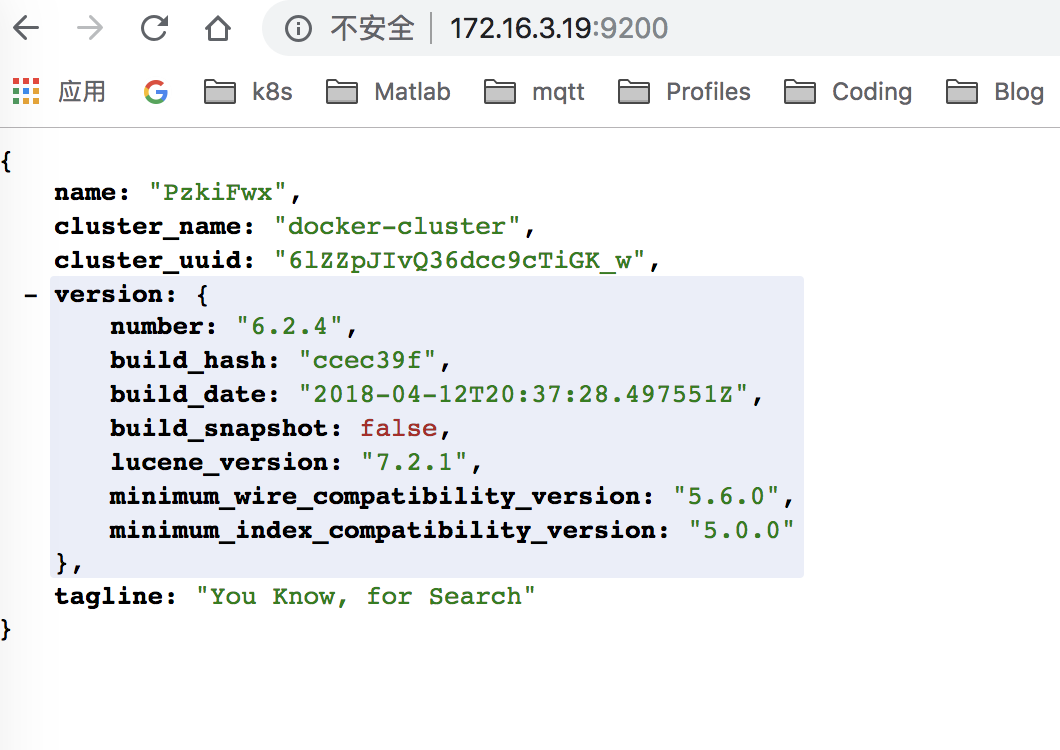 不安全 172.16.3.19:9200
应用 k8s Matlab mqtt Profiles Coding Blog
{
name: "PzkiFwx",
cluster_name: "docker-cluster",
cluster_uuid: "6lZZpJIvQ36dcc9cTiGK_w",
- version: {
number: "6.2.4",
build_hash: "ccec39f",
build_date: "2018-04-12T20:37:28.497551Z",
build_snapshot: false,
lucene_version: "7.2.1",
minimum_wire_compatibility_version: "5.6.0",
minimum_index_compatibility_version: "5.0.0"
},
tagline: "You Know, for Search"
}